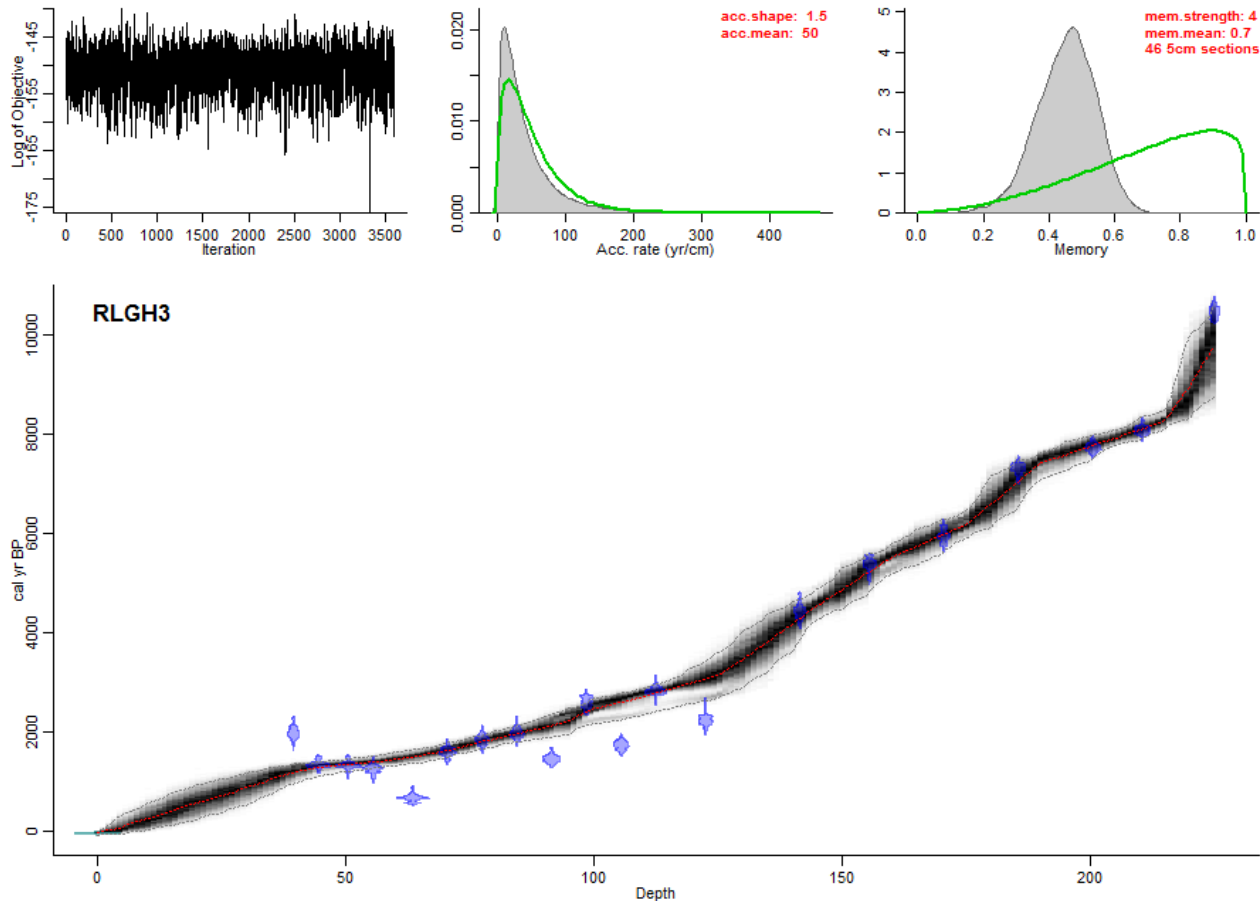 Log of Objective
-145
-155
-165
-175
0 500 1000 1500 2000 2500 3000 3500
Iteration
acc.shape: 1.5
acc.mean: 50
0.020
0.010
0.000
0 100 200 300 400
Acc. rate (yr/cm)
mem.strength: 4
mem.mean: 0.7
46 5cm sections
5
4
3
2
1
0
0.0 0.2 0.4 0.6 0.8 1.0
Memory
RLGH3
cal yr BP
10000
8000
6000
4000
2000
0
0 50 100 150 200
Depth